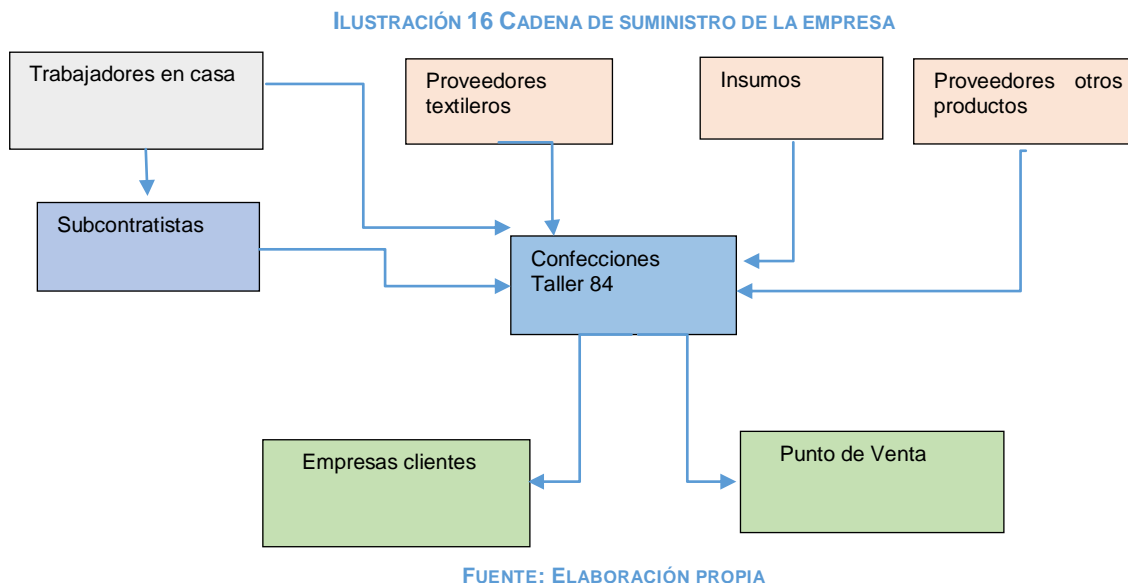 ILUSTRACIÓN 16 CADENA DE SUMINISTRO DE LA EMPRESA
Trabajadores en casa
Proveedores
textileros
Insumos
Proveedores otros
productos
Subcontratistas
Confecciones
Taller 84
Empresas clientes
Punto de Venta
FUENTE: ELABORACIÓN PROPIA